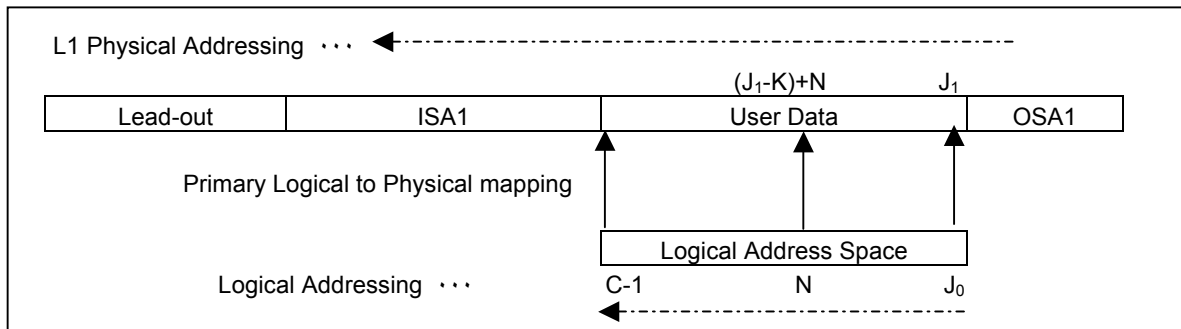 L1 Physical Addressing ···
(J₁-K)+N J₁
Lead-out ISA1 User Data OSA1
Primary Logical to Physical mapping
Logical Address Space
Logical Addressing ··· C-1 N J₀